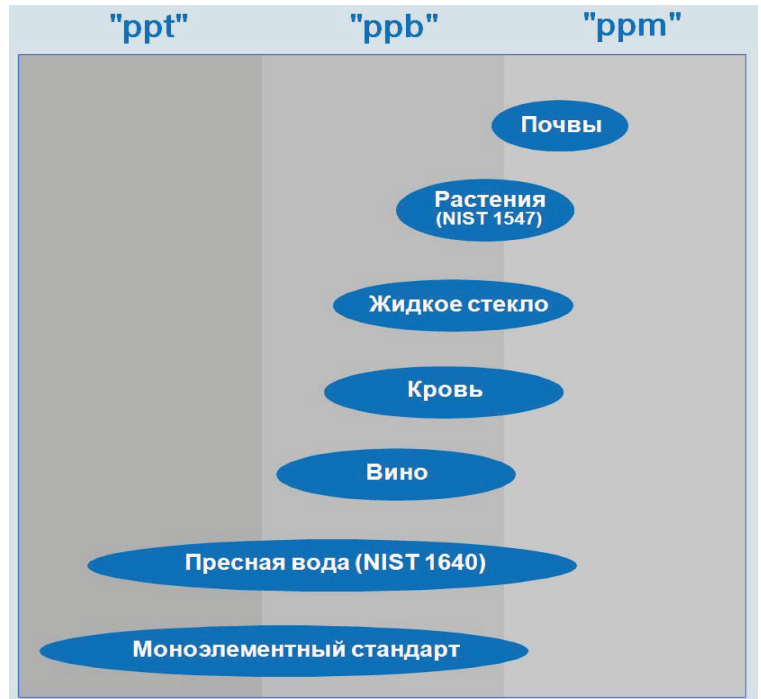 "ppt" "ppb" "ppm"
Почвы
Растения
(NIST 1547)
Жидкое стекло
Кровь
Вино
Пресная вода (NIST 1640)
Моноэлементный стандарт